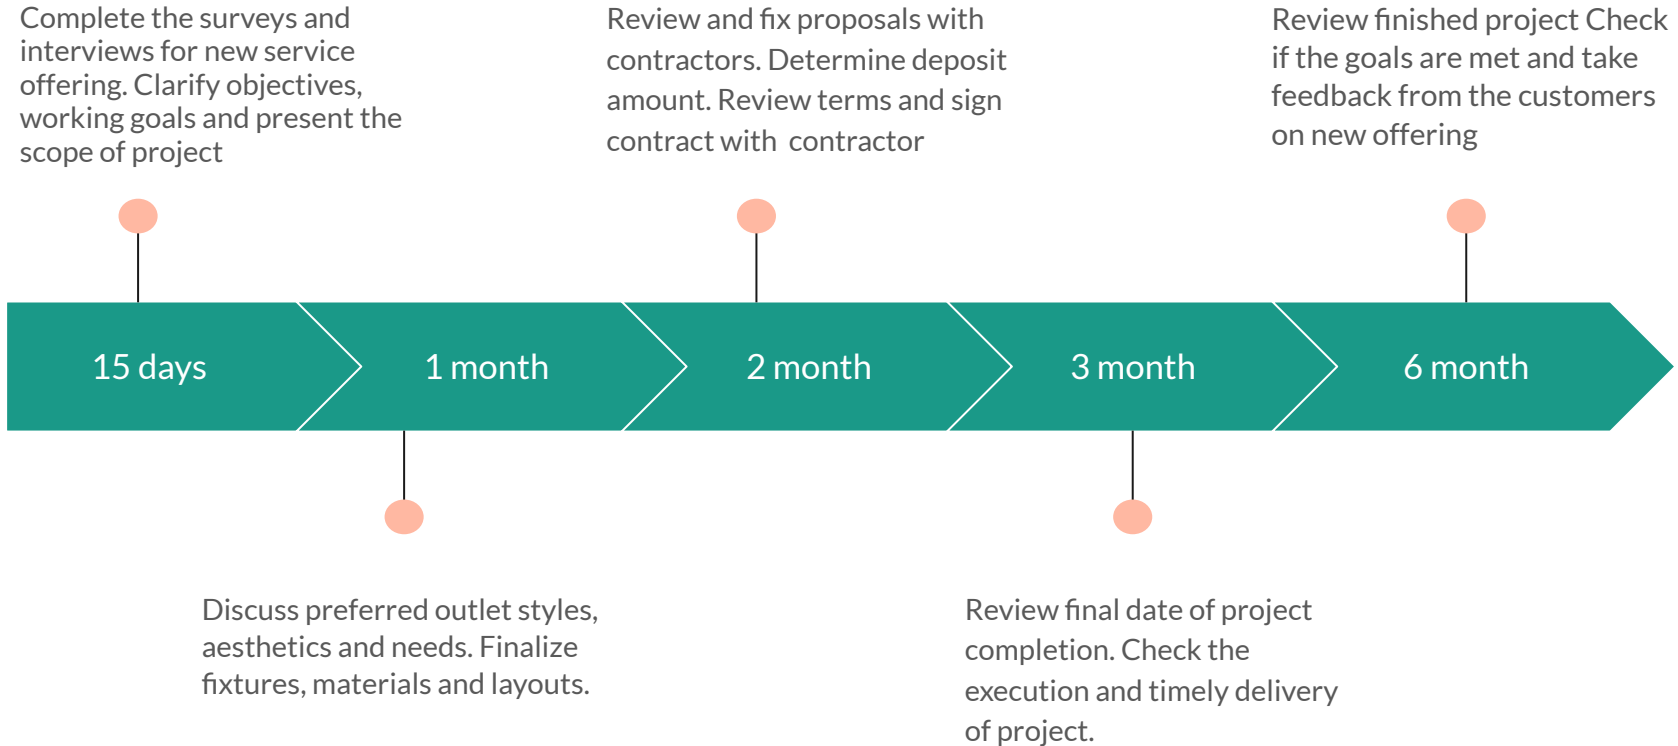 Complete the surveys and
interviews for new service
offering. Clarify objectives,
working goals and present the
scope of project
Review and fix proposals with
contractors. Determine deposit
amount. Review terms and sign
contract with  contractor
Review finished project Check
if the goals are met and take
feedback from the customers
on new offering
15 days
1 month
2 month
3 month
6 month
Discuss preferred outlet styles,
aesthetics and needs. Finalize
fixtures, materials and layouts.
Review final date of project
completion. Check the
execution and timely delivery
of project.